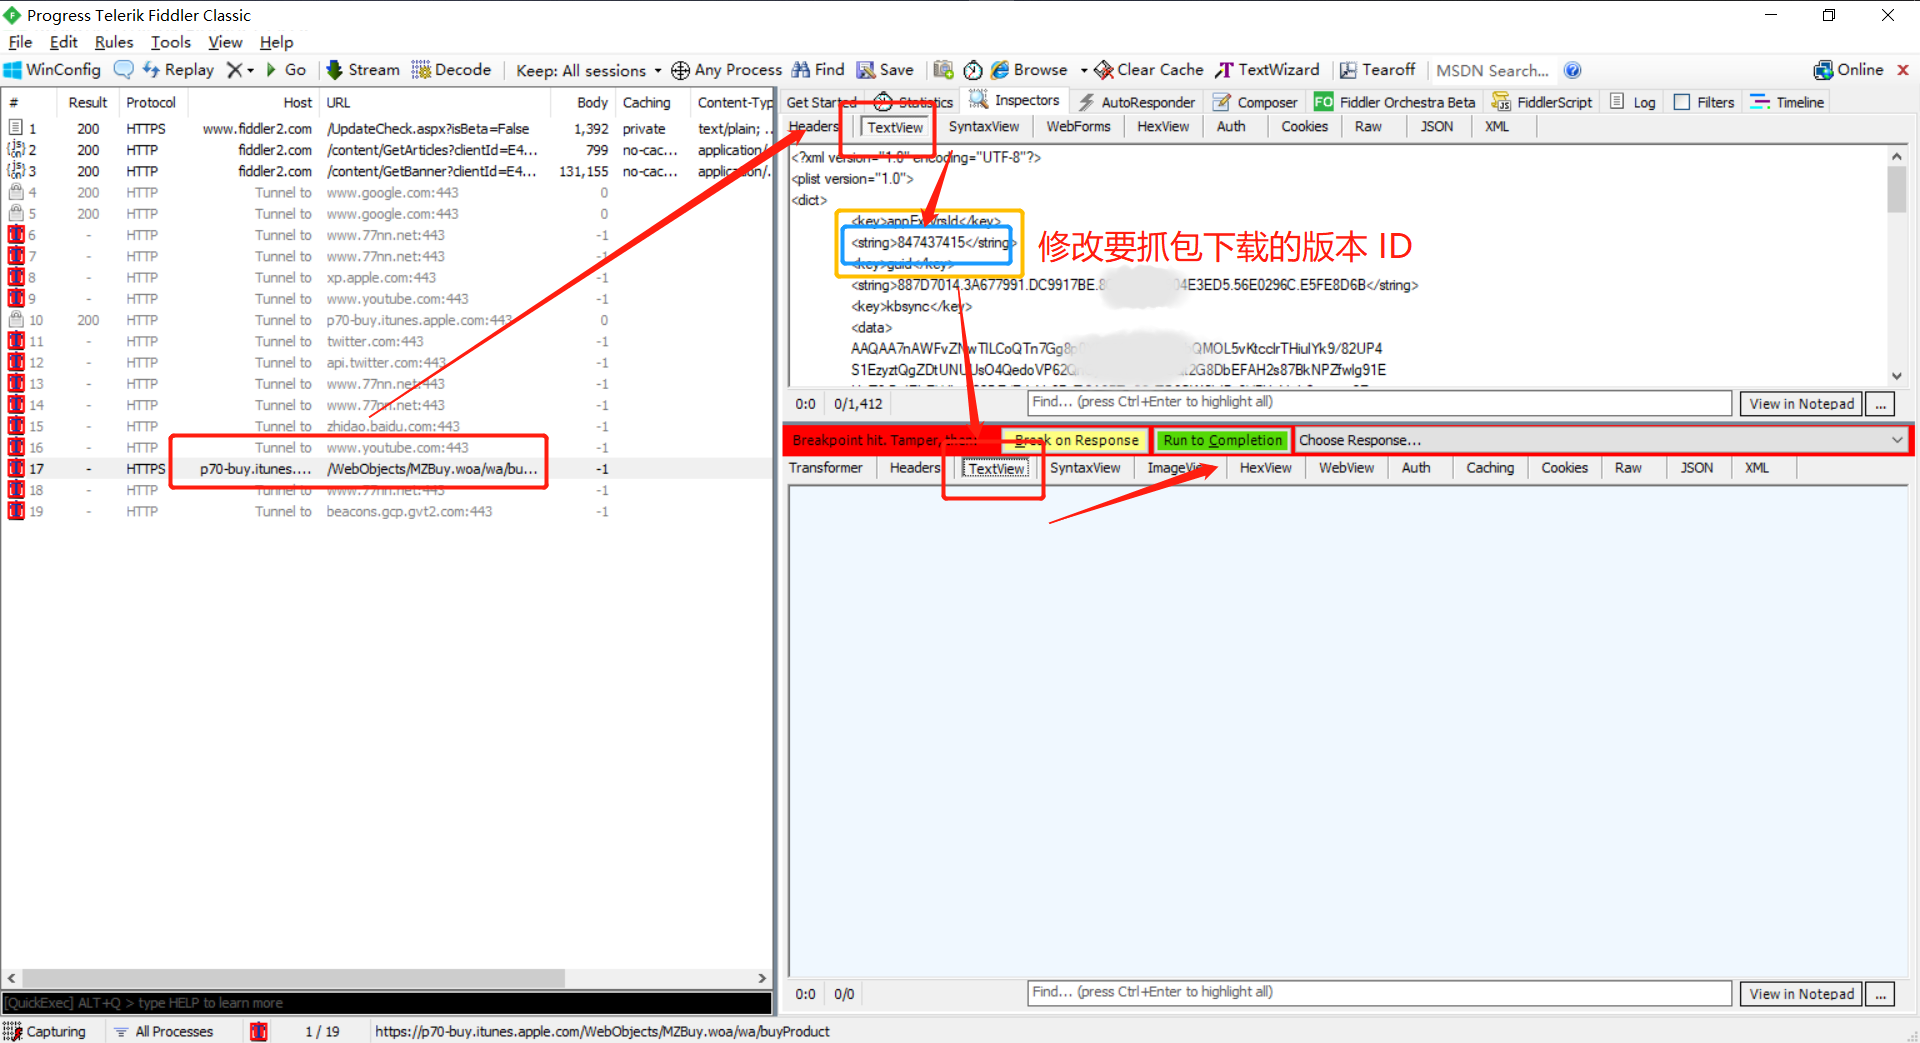 Progress Telerik Fiddler Classic
File Edit Rules Tools View Help
WinConfig Replay Go Stream Decode Keep: All sessions Any Process Find Save Browse Clear Cache TextWizard Tearoff MSDN Search... Online
# Result Protocol Host URL Body Caching Content-Typ
1 200 HTTPS www.fiddler2.com /UpdateCheck.aspx?isBeta=False 1,392 private text/plain; ..
2 200 HTTP fiddler2.com /content/GetArticles?clientId=E4... 799 no-cac... application/.
3 200 HTTP fiddler2.com /content/GetBanner?clientId=E4... 131,155 no-cac... application/.
4 200 HTTP Tunnel to www.google.com:443 0
5 200 HTTP Tunnel to www.google.com:443 0
6 - HTTP Tunnel to www.77nn.net:443 -1
7 - HTTP Tunnel to www.77nn.net:443 -1
8 - HTTP Tunnel to xp.apple.com:443 -1
9 - HTTP Tunnel to www.youtube.com:443 -1
10 200 HTTP Tunnel to p70-buy.itunes.apple.com:443 0
11 - HTTP Tunnel to twitter.com:443 -1
12 - HTTP Tunnel to api.twitter.com:443 -1
13 - HTTP Tunnel to www.77nn.net:443 -1
14 - HTTP Tunnel to www.77nn.net:443 -1
15 - HTTP Tunnel to zhidao.baidu.com:443 -1
16 - HTTP Tunnel to www.youtube.com:443 -1
17 - HTTPS p70-buy.itunes.... /WebObjects/MZBuy.woa/wa/bu... -1
18 - HTTP Tunnel to www.77nn.net:443 -1
19 - HTTP Tunnel to beacons.gcp.gvt2.com:443 -1
[QuickExec] ALT+Q > type HELP to learn more
Get Started Statistics Inspectors AutoResponder Composer FO Fiddler Orchestra Beta FiddlerScript Log Filters Timeline
Headers TextView SyntaxView WebForms HexView Auth Cookies Raw JSON XML
<?xml version="1.0" encoding="UTF-8"?>
<plist version="1.0">
<dict>
<string>847437415</string>
修改要抓包下载的版本 ID
<key>guid</key>
<string>887D7014.3A677991.DC9917BE. E3ED5.56E0296C.E5FE8D6B</string>
<key>kbsync</key>
<data>
0:0 0/1,412 Find... (press Ctrl+Enter to highlight all) View in Notepad ...
Breakpoint hit. Tamper, then: Break on Response Run to Completion Choose Response...
Transformer Headers TextView SyntaxView ImageView HexView WebView Auth Caching Cookies Raw JSON XML
0:0 0/0 Find... (press Ctrl+Enter to highlight all) View in Notepad ...
Capturing All Processes 1 / 19 https://p70-buy.itunes.apple.com/WebObjects/MZBuy.woa/wa/buyProduct